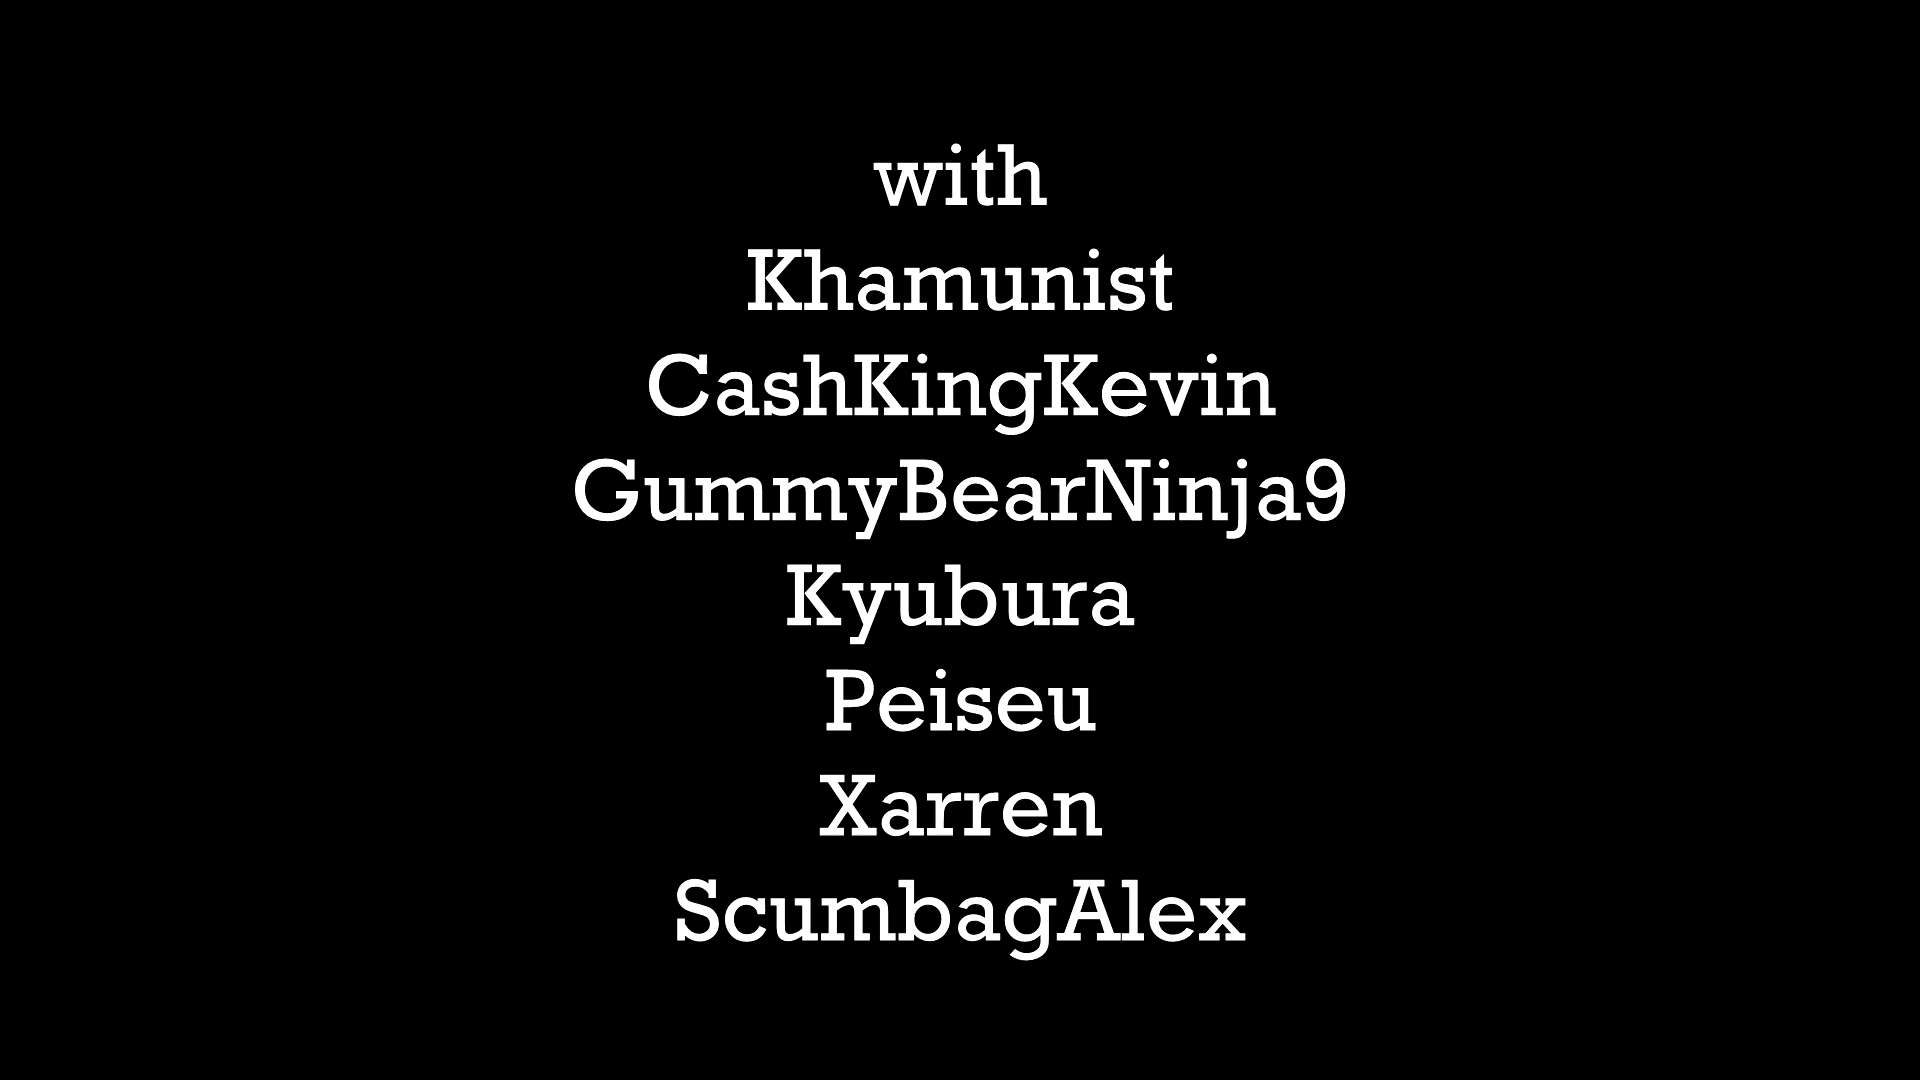 with
Khamunist
CashKingKevin
GummyBearNinja9
Kyubura
Peiseu
Xarren
ScumbagAlex